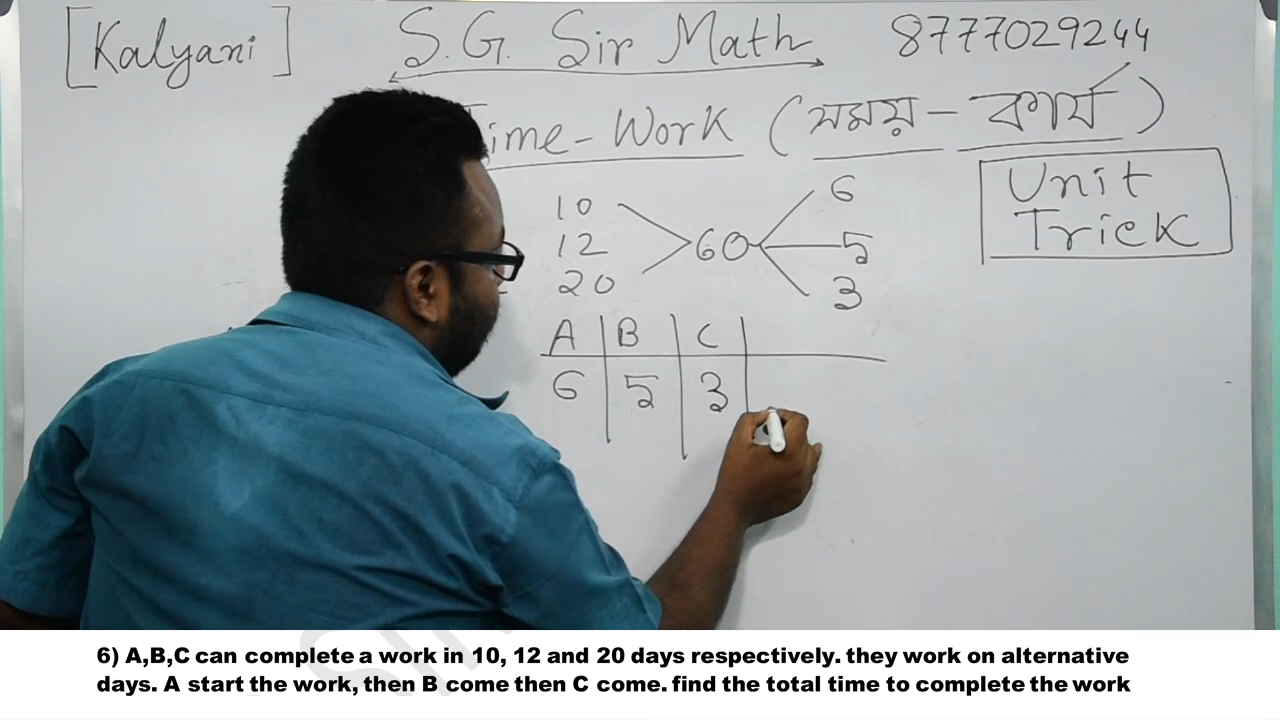 [Kalyani] S.G. Sir Math 8777029244
Time-Work (সময়-কার্য)
Unit
Trick
10 6
12 60 5
20 3
A B C
6 5 3
6) A,B,C can complete a work in 10, 12 and 20 days respectively. they work on alternative
days. A start the work, then B come then C come. find the total time to complete the work